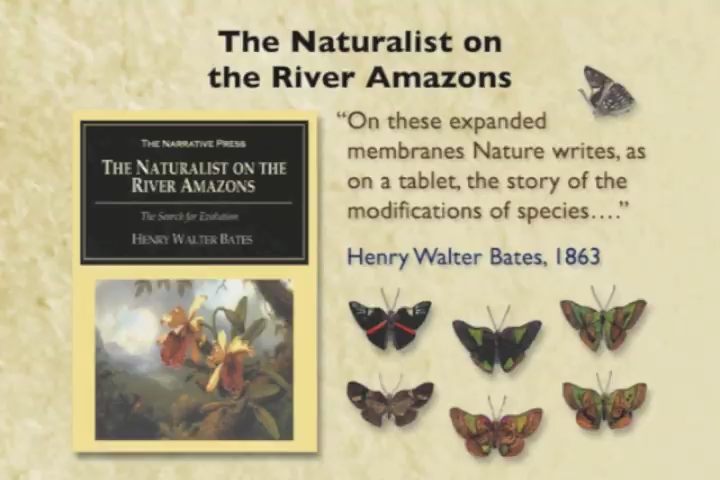 The Naturalist on
the River Amazons
THE NARRATIVE PRESS
THE NATURALIST ON THE
RIVER AMAZONS
The Search for Evolution
HENRY WALTER BATES
“On these expanded
membranes Nature writes, as
on a tablet, the story of the
modifications of species....”
Henry Walter Bates, 1863